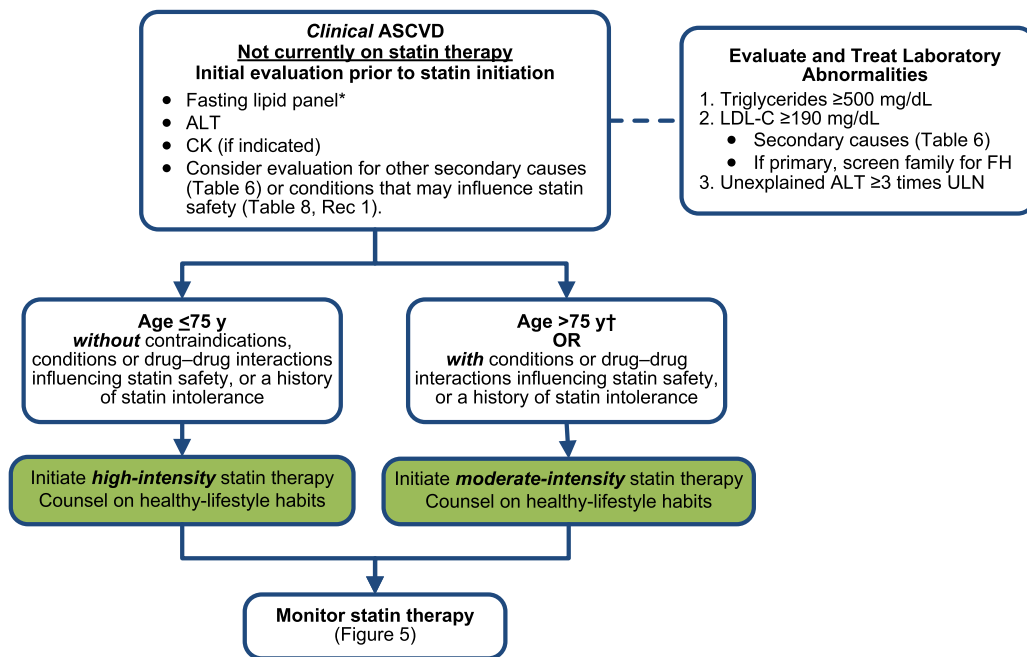 Clinical ASCVD
Not currently on statin therapy
Initial evaluation prior to statin initiation
• Fasting lipid panel*
• ALT
• CK (if indicated)
• Consider evaluation for other secondary causes
(Table 6) or conditions that may influence statin
safety (Table 8, Rec 1).
Evaluate and Treat Laboratory
Abnormalities
1. Triglycerides ≥500 mg/dL
2. LDL-C ≥190 mg/dL
• Secondary causes (Table 6)
• If primary, screen family for FH
3. Unexplained ALT ≥3 times ULN
Age ≤75 y
without contraindications,
conditions or drug–drug interactions
influencing statin safety, or a history
of statin intolerance
Age >75 y†
OR
with conditions or drug–drug
interactions influencing statin safety,
or a history of statin intolerance
Initiate high-intensity statin therapy
Counsel on healthy-lifestyle habits
Initiate moderate-intensity statin therapy
Counsel on healthy-lifestyle habits
Monitor statin therapy
(Figure 5)